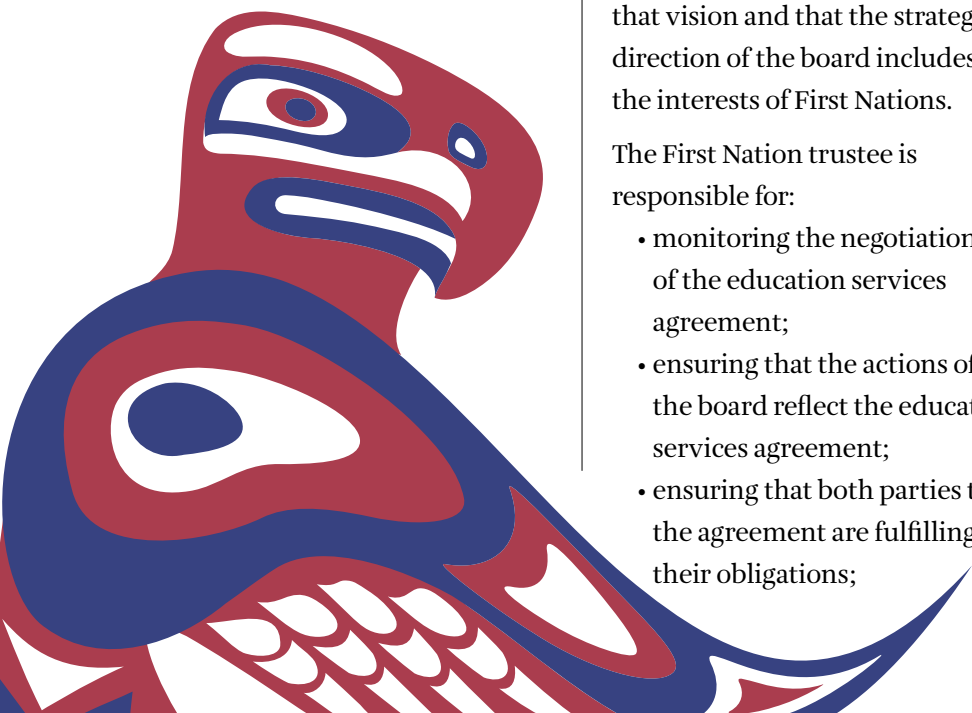 that vision and that the
direction of the board includes
the interests of First Nations.
The First Nation trustee is
responsible for:
• monitoring the negotiation
of the education services
agreement;
• ensuring that the actions of
the board reflect the
services agreement;
• ensuring that both parties
the agreement are fulfilling
their obligations;